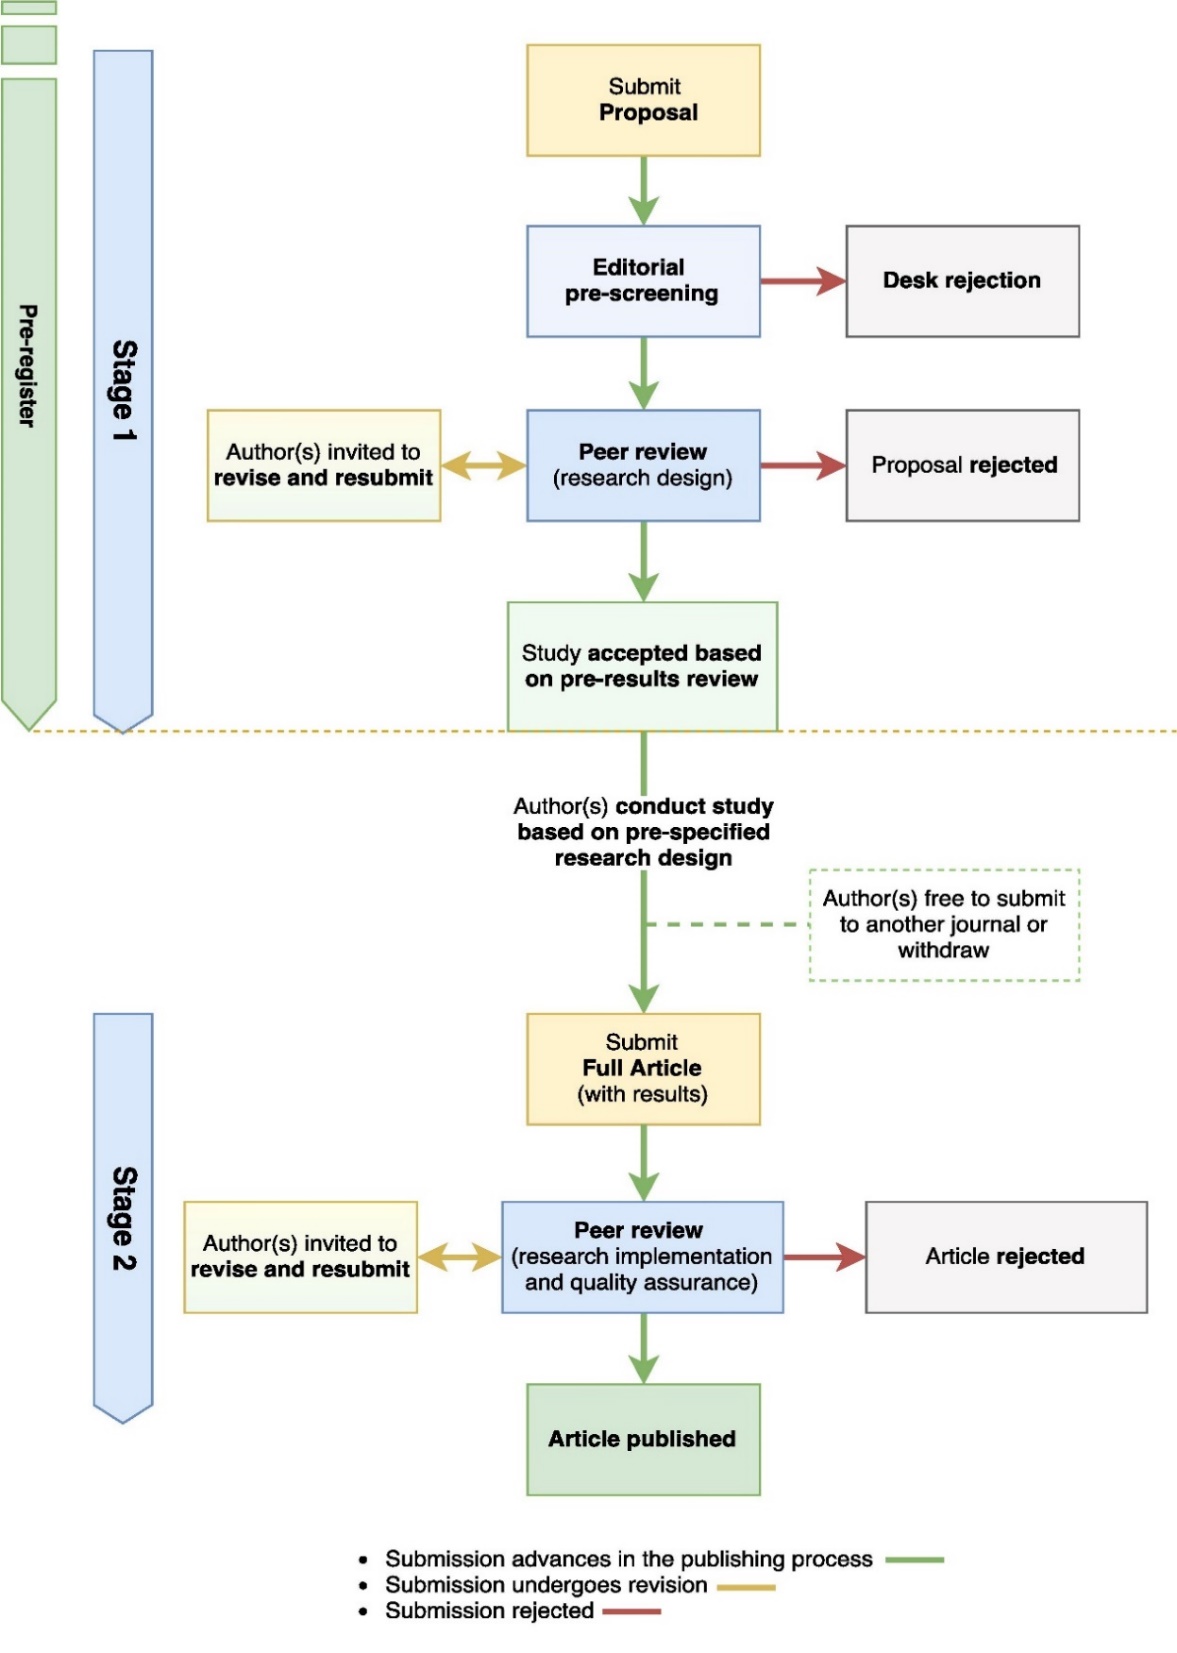 Pre-register
Stage 1
Submit
Proposal
Editorial
pre-screening
Desk rejection
Author(s) invited to
revise and resubmit
Peer review
(research design)
Proposal rejected
Study accepted based
on pre-results review
Author(s) conduct study
based on pre-specified
research design
Author(s) free to submit
to another journal or
withdraw
Stage 2
Submit
Full Article
(with results)
Author(s) invited to
revise and resubmit
Peer review
(research implementation
and quality assurance)
Article rejected
Article published
• Submission advances in the publishing process
• Submission undergoes revision
• Submission rejected